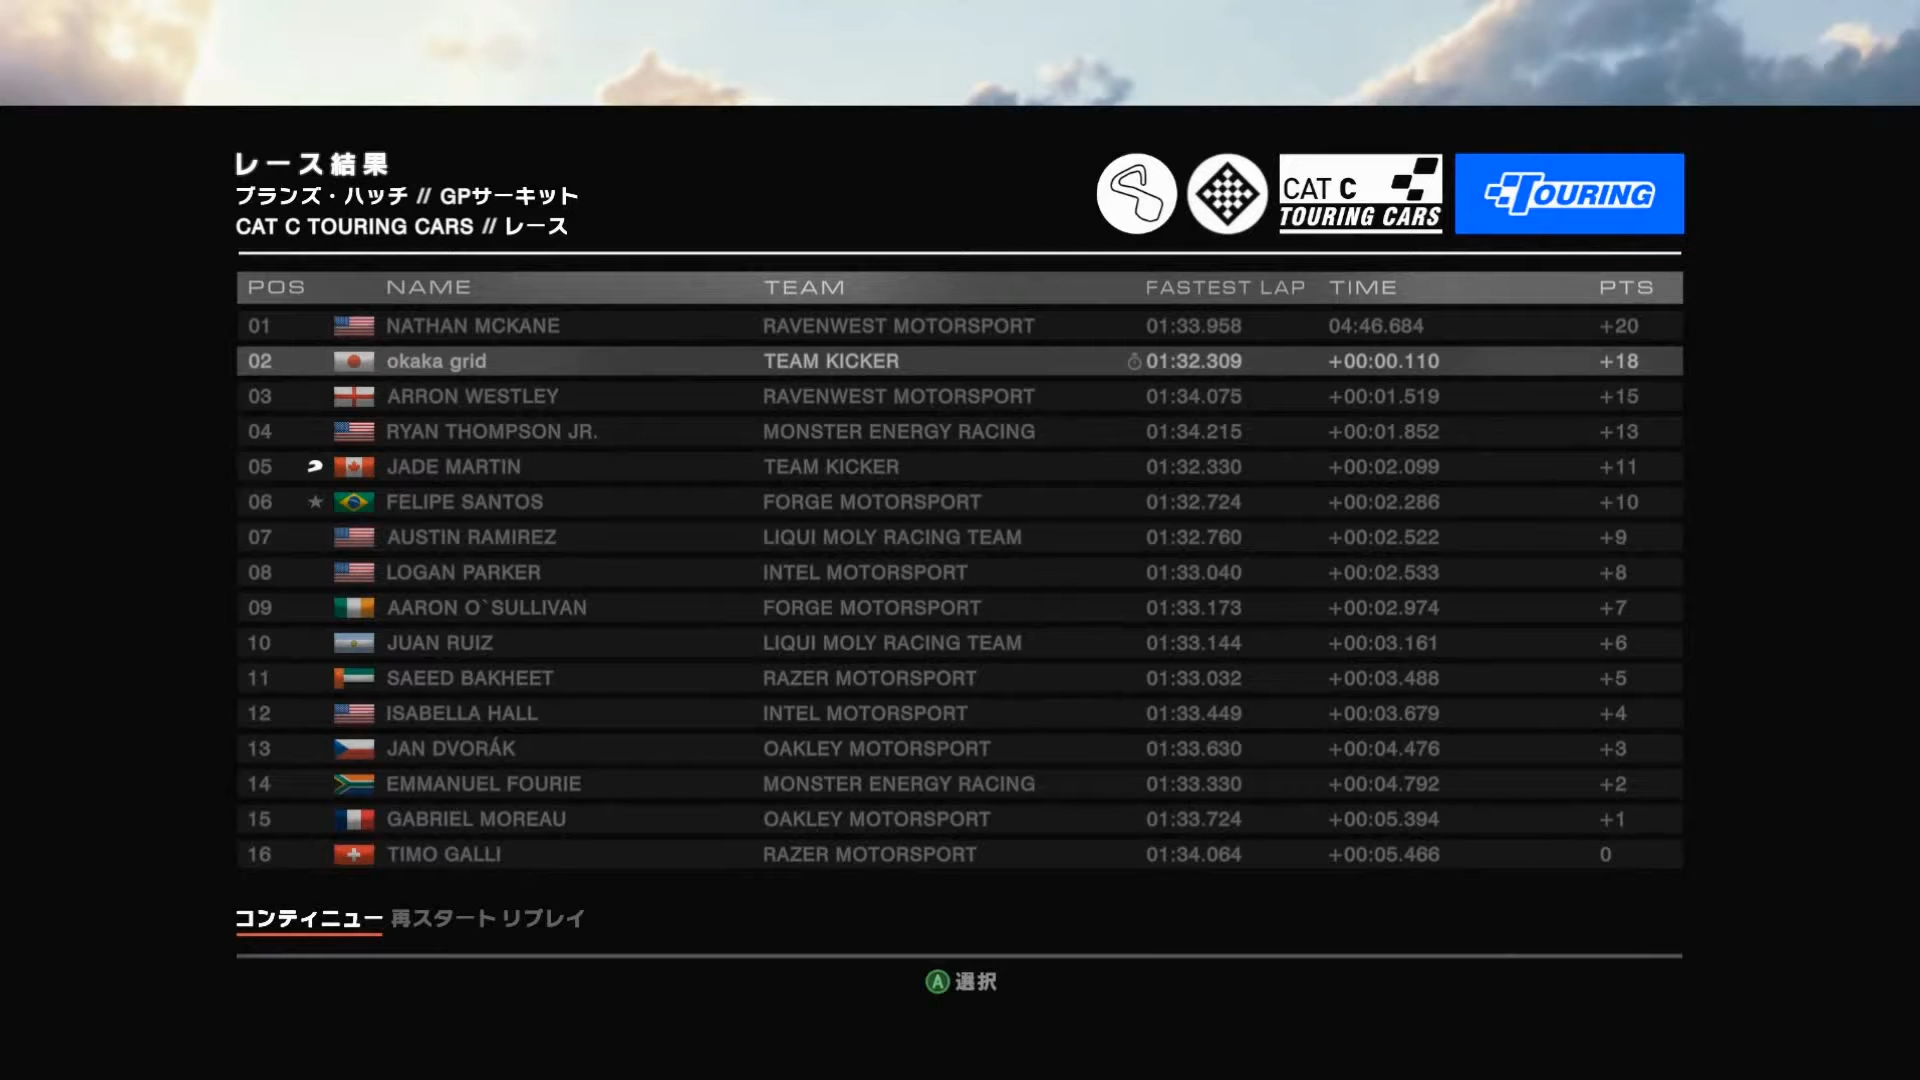 レース結果
ブランズ・ハッチ // GPサーキット
CAT C TOURING CARS // レース
CAT C
TOURING CARS
TOURING
POS NAME TEAM FASTEST LAP TIME PTS
01 NATHAN MCKANE RAVENWEST MOTORSPORT 01:33.958 04:46.684 +20
02 okaka grid TEAM KICKER 01:32.309 +00:00.110 +18
03 ARRON WESTLEY RAVENWEST MOTORSPORT 01:34.075 +00:01.519 +15
04 RYAN THOMPSON JR. MONSTER ENERGY RACING 01:34.215 +00:01.852 +13
05 JADE MARTIN TEAM KICKER 01:32.330 +00:02.099 +11
06 FELIPE SANTOS FORGE MOTORSPORT 01:32.724 +00:02.286 +10
07 AUSTIN RAMIREZ LIQUI MOLY RACING TEAM 01:32.760 +00:02.522 +9
08 LOGAN PARKER INTEL MOTORSPORT 01:33.040 +00:02.533 +8
09 AARON O`SULLIVAN FORGE MOTORSPORT 01:33.173 +00:02.974 +7
10 JUAN RUIZ LIQUI MOLY RACING TEAM 01:33.144 +00:03.161 +6
11 SAEED BAKHEET RAZER MOTORSPORT 01:33.032 +00:03.488 +5
12 ISABELLA HALL INTEL MOTORSPORT 01:33.449 +00:03.679 +4
13 JAN DVORÁK OAKLEY MOTORSPORT 01:33.630 +00:04.476 +3
14 EMMANUEL FOURIE MONSTER ENERGY RACING 01:33.330 +00:04.792 +2
15 GABRIEL MOREAU OAKLEY MOTORSPORT 01:33.724 +00:05.394 +1
16 TIMO GALLI RAZER MOTORSPORT 01:34.064 +00:05.466 0
コンティニュー 再スタート リプレイ
A 選択